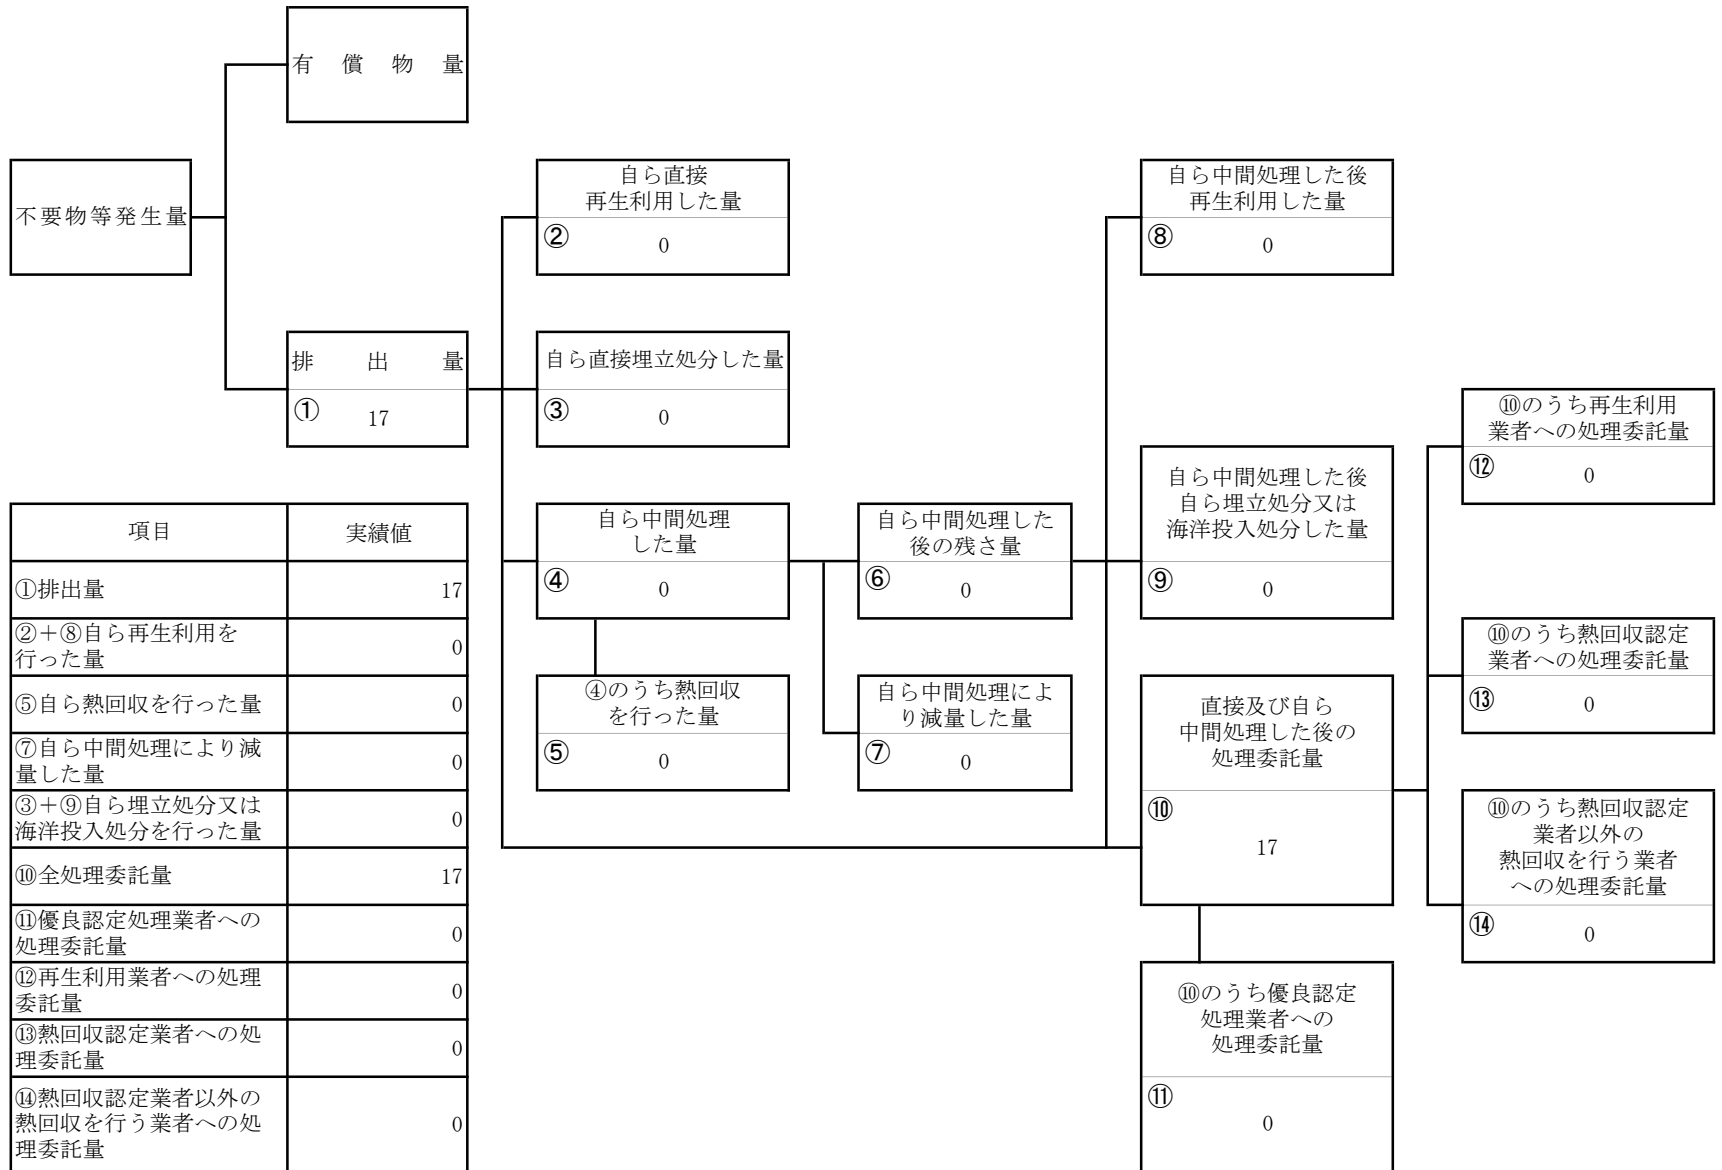 有償物量
不要物等発生量
排出量
① 17
自ら直接
再生利用した量
② 0
自ら直接埋立処分した量
③ 0
自ら中間処理
した量
④ 0
④のうち熱回収
を行った量
⑤ 0
自ら中間処理した
後の残さ量
⑥ 0
自ら中間処理によ
り減量した量
⑦ 0
自ら中間処理した後
再生利用した量
⑧ 0
自ら中間処理した後
自ら埋立処分又は
海洋投入処分した量
⑨ 0
直接及び自ら
中間処理した後の
処理委託量
⑩
17
⑩のうち優良認定
処理業者への
処理委託量
⑪
0
⑩のうち再生利用
業者への処理委託量
⑫ 0
⑩のうち熱回収認定
業者への処理委託量
⑬ 0
⑩のうち熱回収認定
業者以外の
熱回収を行う業者
への処理委託量
⑭ 0
項目 実績値
①排出量 17
②＋⑧自ら再生利用を
行った量 0
⑤自ら熱回収を行った量 0
⑦自ら中間処理により減
量した量 0
③＋⑨自ら埋立処分又は
海洋投入処分を行った量 0
⑩全処理委託量 17
⑪優良認定処理業者への
処理委託量 0
⑫再生利用業者への処理
委託量 0
⑬熱回収認定業者への処
理委託量 0
⑭熱回収認定業者以外の
熱回収を行う業者への処 0
理委託量